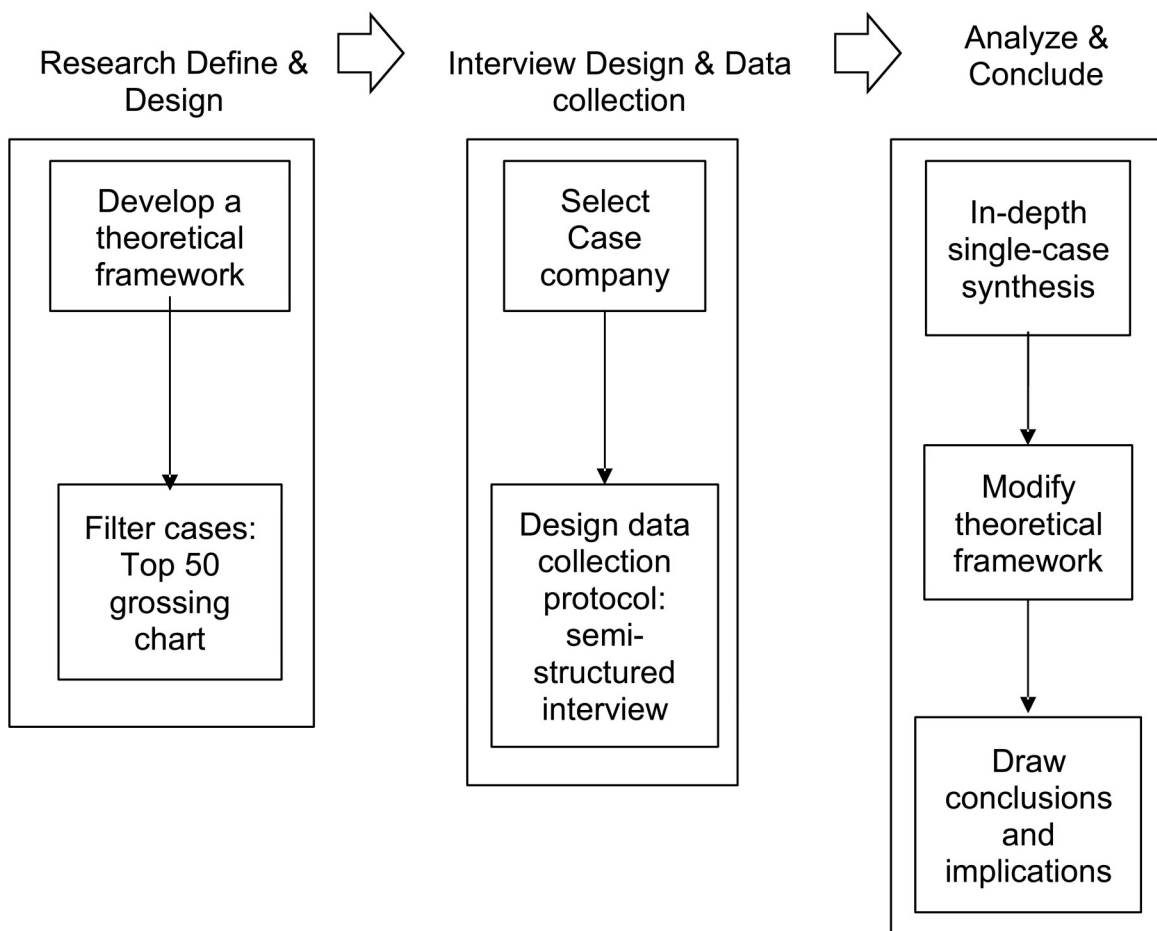 Research Define &
Design
Interview Design & Data
collection
Analyze &
Conclude
Develop a
theoretical
framework
Filter cases:
Top 50
grossing
chart
Select
Case
company
Design data
collection
protocol:
semi-
structured
interview
In-depth
single-case
synthesis
Modify
theoretical
framework
Draw
conclusions
and
implications